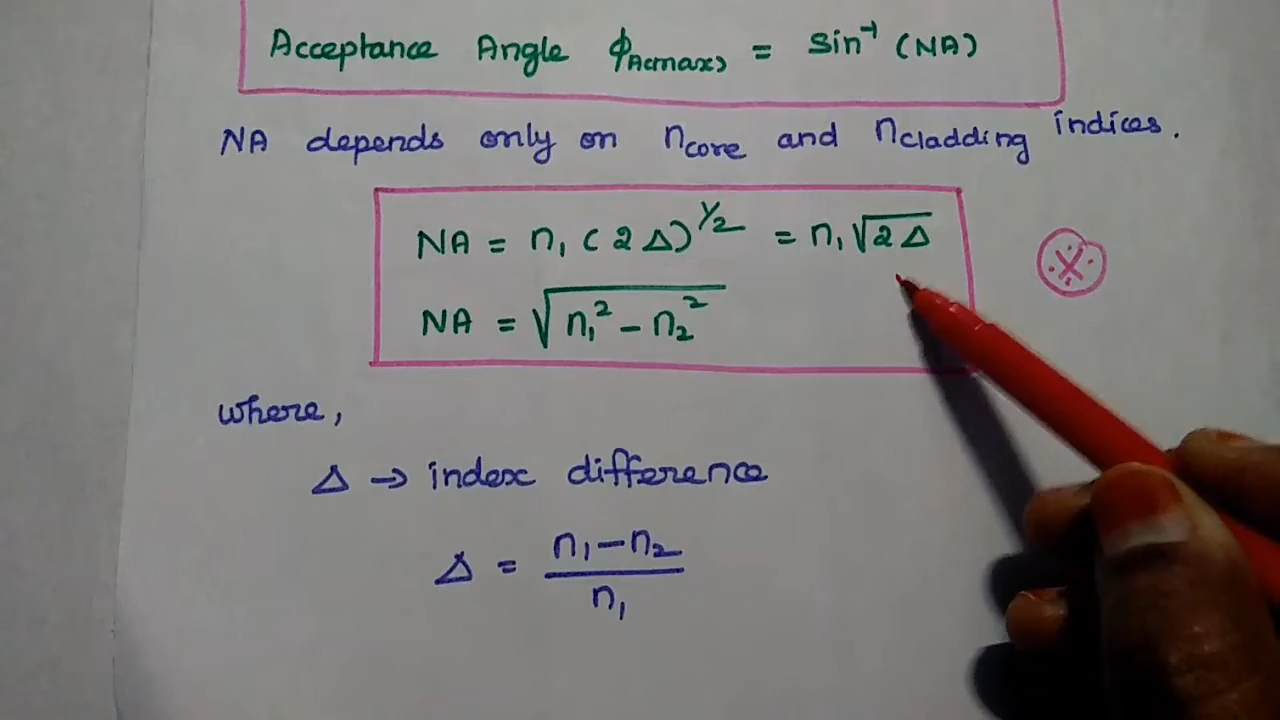 Acceptance Angle ϕA(max) = sin⁻¹ (NA)
NA depends only on ncore and ncladding indices.
NA = n₁ (2Δ)^1/2 = n₁√2Δ
NA = √n₁² − n₂²
where,
Δ → index difference
Δ = n₁−n₂
n₁